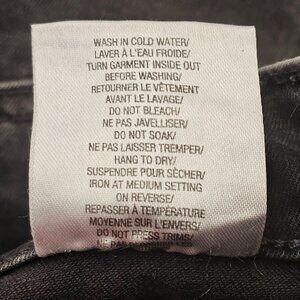 WASH IN COLD WATER/
LAVER À L'EAU FROIDE/
TURN GARMENT INSIDE OUT
BEFORE WASHING/
RETOURNER LE VÊTEMENT
AVANT LE LAVAGE/
DO NOT BLEACH/
NE PAS JAVELLISER/
DO NOT SOAK/
NE PAS LAISSER TREMPER/
HANG TO DRY/
SUSPENDRE POUR SÉCHER/
IRON AT MEDIUM SETTING
ON REVERSE/
REPASSER À TEMPÉRATURE
MOYENNE SUR L'ENVERS/
DO NOT PRESS TRIMS/
NE PAS